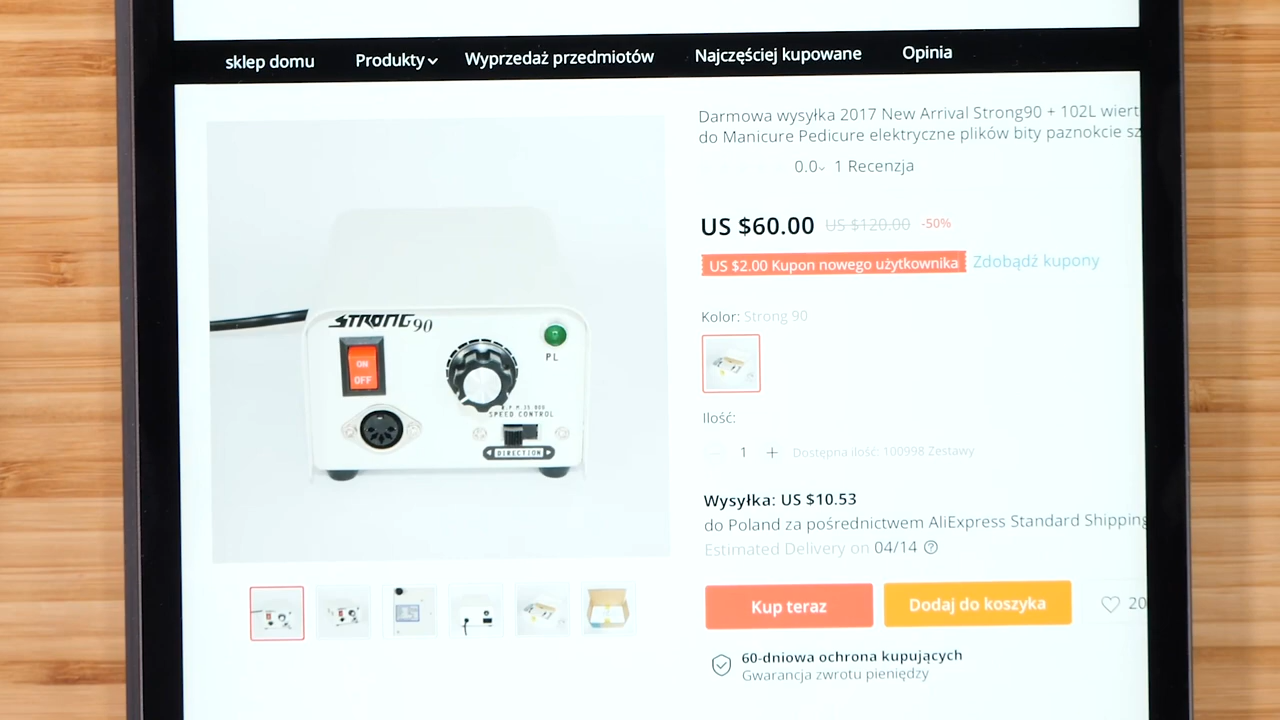 sklep domu
Produkty
Wyprzedaż przedmiotów
Najczęściej kupowane
Opinia
Darmowa wysyłka 2017 New Arrival Strong90 + 102L wiert
do Manicure Pedicure elektryczne plików bity paznokcie sz
0.0 1 Recenzja
US $60.00 US $120.00 -50%
US $2.00 Kupon nowego użytkownika Zdobądź kupony
Kolor: Strong 90
STRONG 90
ON
OFF
PL
R.P.M 35.000
SPEED CONTROL
DIRECTION
Ilość:
1 Dostępna ilość: 100998 Zestawy
Wysyłka: US $10.53
do Poland za pośrednictwem AliExpress Standard Shipping
Estimated Delivery on 04/14
Kup teraz
Dodaj do koszyka
20
60-dniowa ochrona kupujących
Gwarancja zwrotu pieniędzy